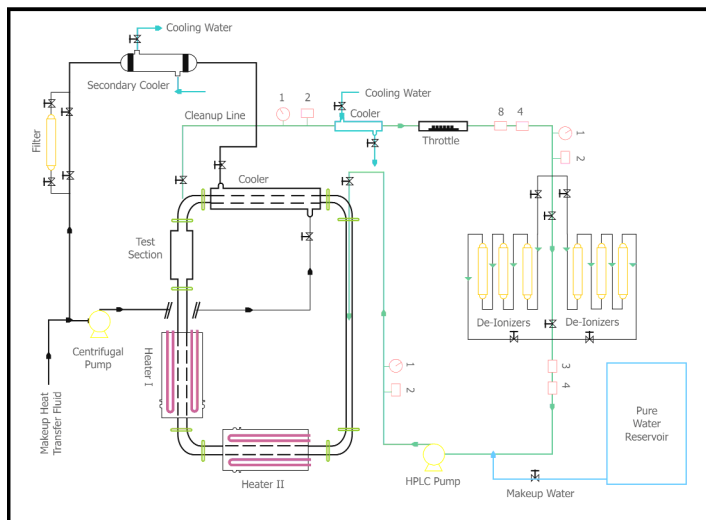 Cooling Water
Secondary Cooler
Cooling Water
1
2
Cooler
Cleanup Line
8
4
1
Throttle
2
Filter
Cooler
Test
Section
De-Ionizers
De-Ionizers
Centrifugal
Pump
Heater I
1
2
3
4
Makeup Heat
Transfer Fluid
Pure
Water
Reservoir
HPLC Pump
Heater II
Makeup Water